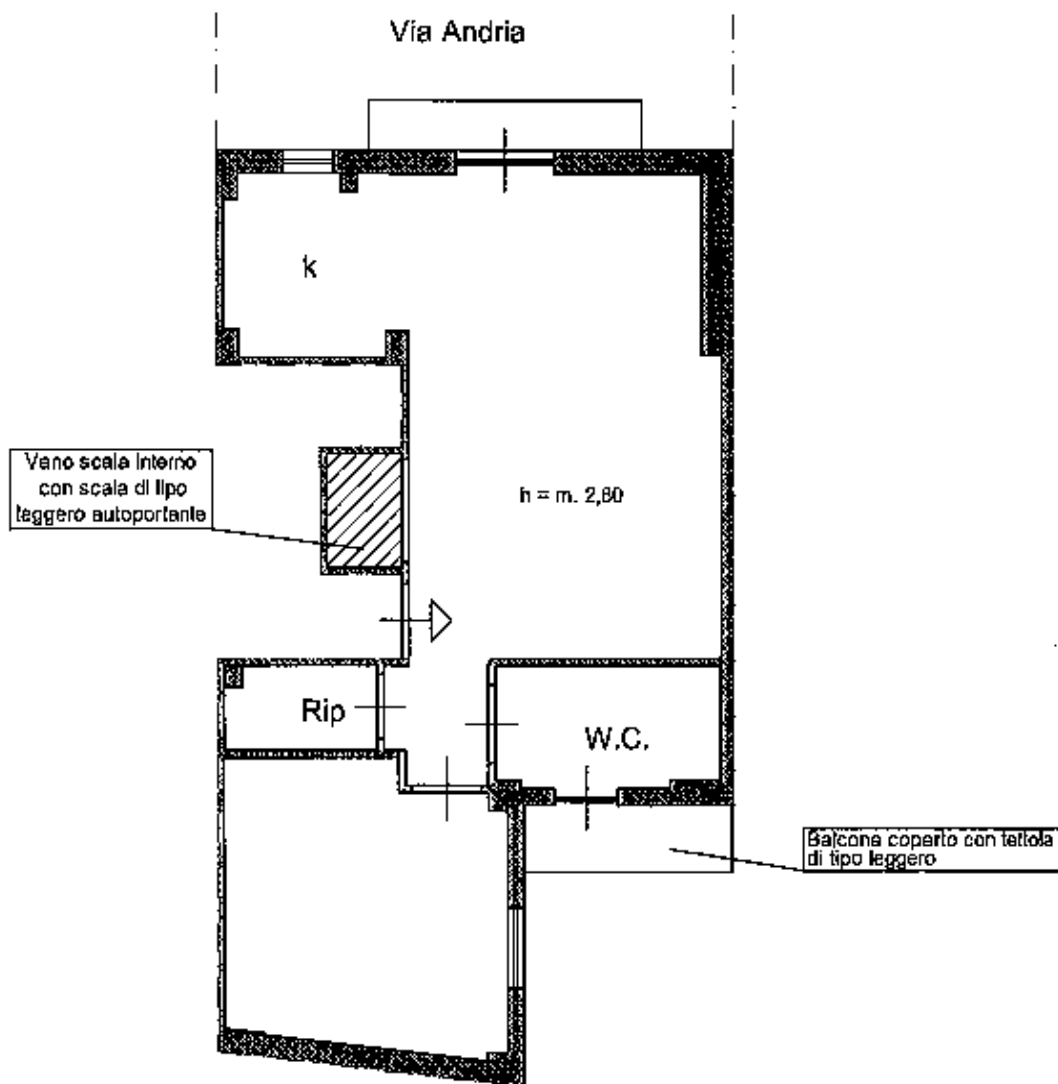 Via Andria
k
Vano scala interno
con scala di tipo
leggero autoportante
h = m. 2,80
Rip
W.C.
Balcone coperto con tettoia
di tipo leggero